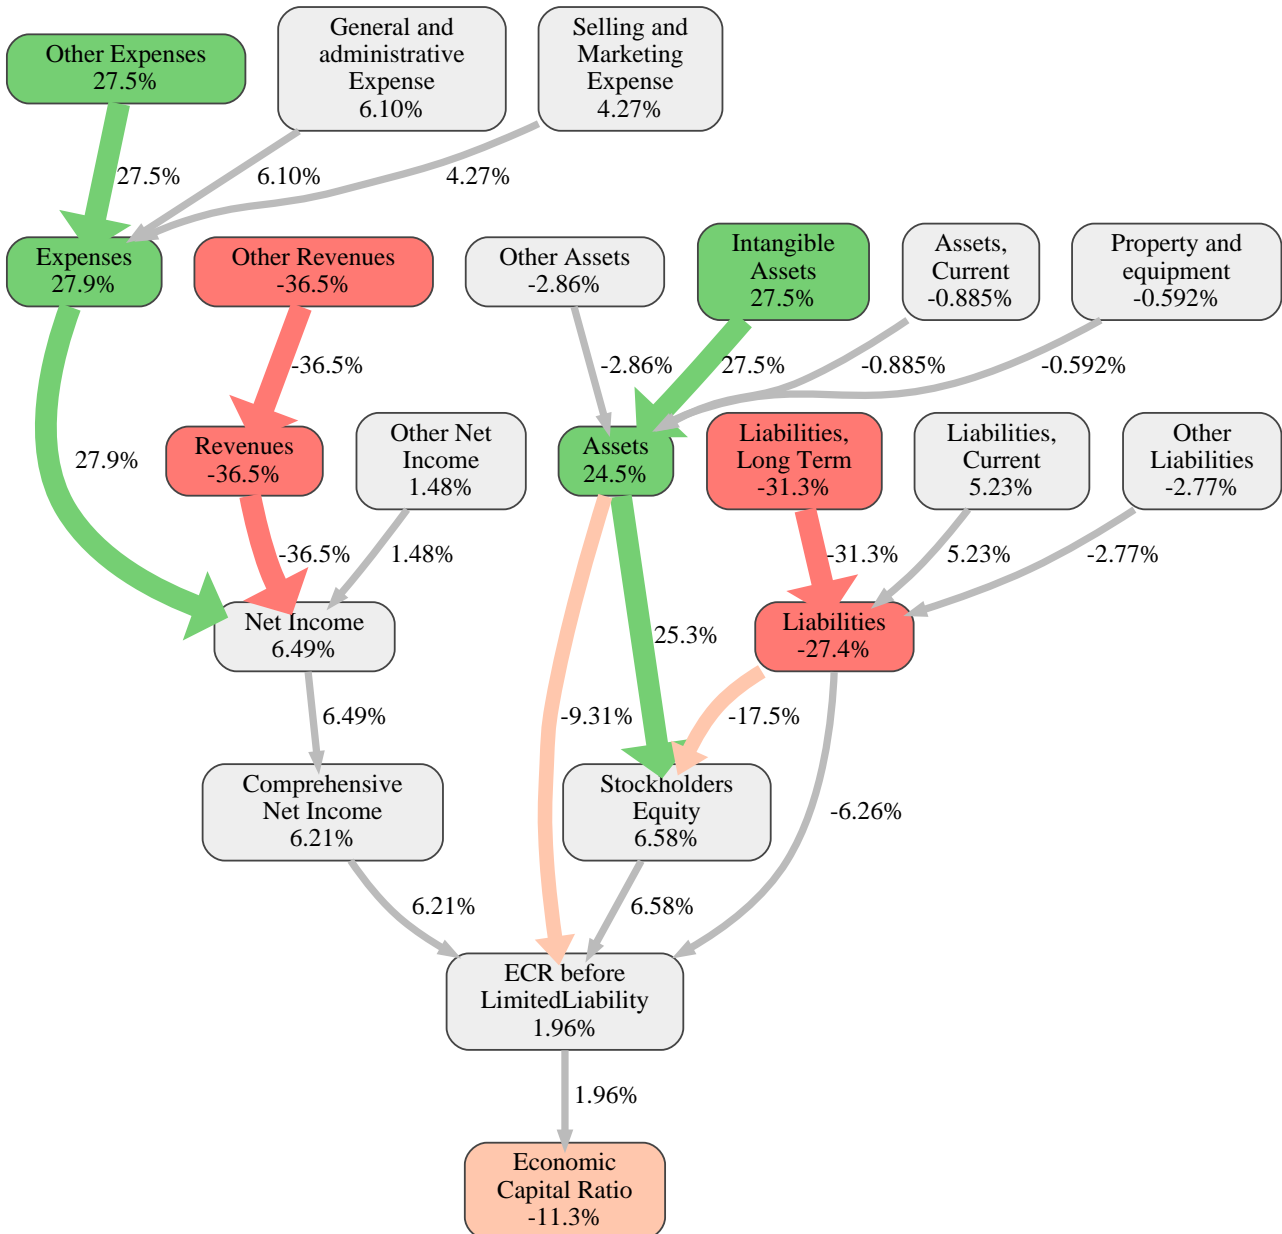 Other Expenses
27.5%
General and
administrative
Expense
6.10%
Selling and
Marketing
Expense
4.27%
27.5%
6.10%
4.27%
Expenses
27.9%
Other Revenues
-36.5%
Other Assets
-2.86%
Intangible
Assets
27.5%
Assets,
Current
-0.885%
Property and
equipment
-0.592%
-36.5%
-2.86%
27.5%
-0.885%
-0.592%
27.9%
Revenues
-36.5%
Other Net
Income
1.48%
Assets
24.5%
Liabilities,
Long Term
-31.3%
Liabilities,
Current
5.23%
Other
Liabilities
-2.77%
-36.5%
1.48%
-31.3%
5.23%
-2.77%
Net Income
6.49%
25.3%
Liabilities
-27.4%
6.49%
-9.31%
-17.5%
Comprehensive
Net Income
6.21%
Stockholders
Equity
6.58%
-6.26%
6.21%
6.58%
ECR before
LimitedLiability
1.96%
1.96%
Economic
Capital Ratio
-11.3%